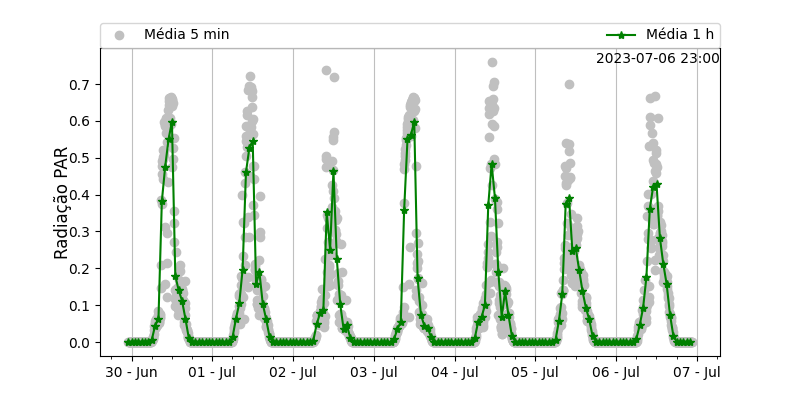 Média 5 min
Média 1 h
2023-07-06 23:00
Radiação PAR
0.7
0.6
0.5
0.4
0.3
0.2
0.1
0.0
30 - Jun
01 - Jul
02 - Jul
03 - Jul
04 - Jul
05 - Jul
06 - Jul
07 - Jul